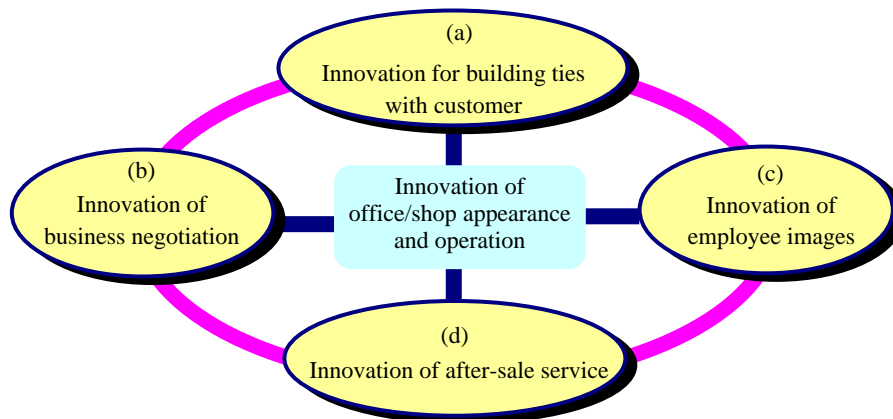 (a)
Innovation for building ties
with customer
(b)
Innovation of
business negotiation
Innovation of
office/shop appearance
and operation
(c)
Innovation of
employee images
(d)
Innovation of after-sale service